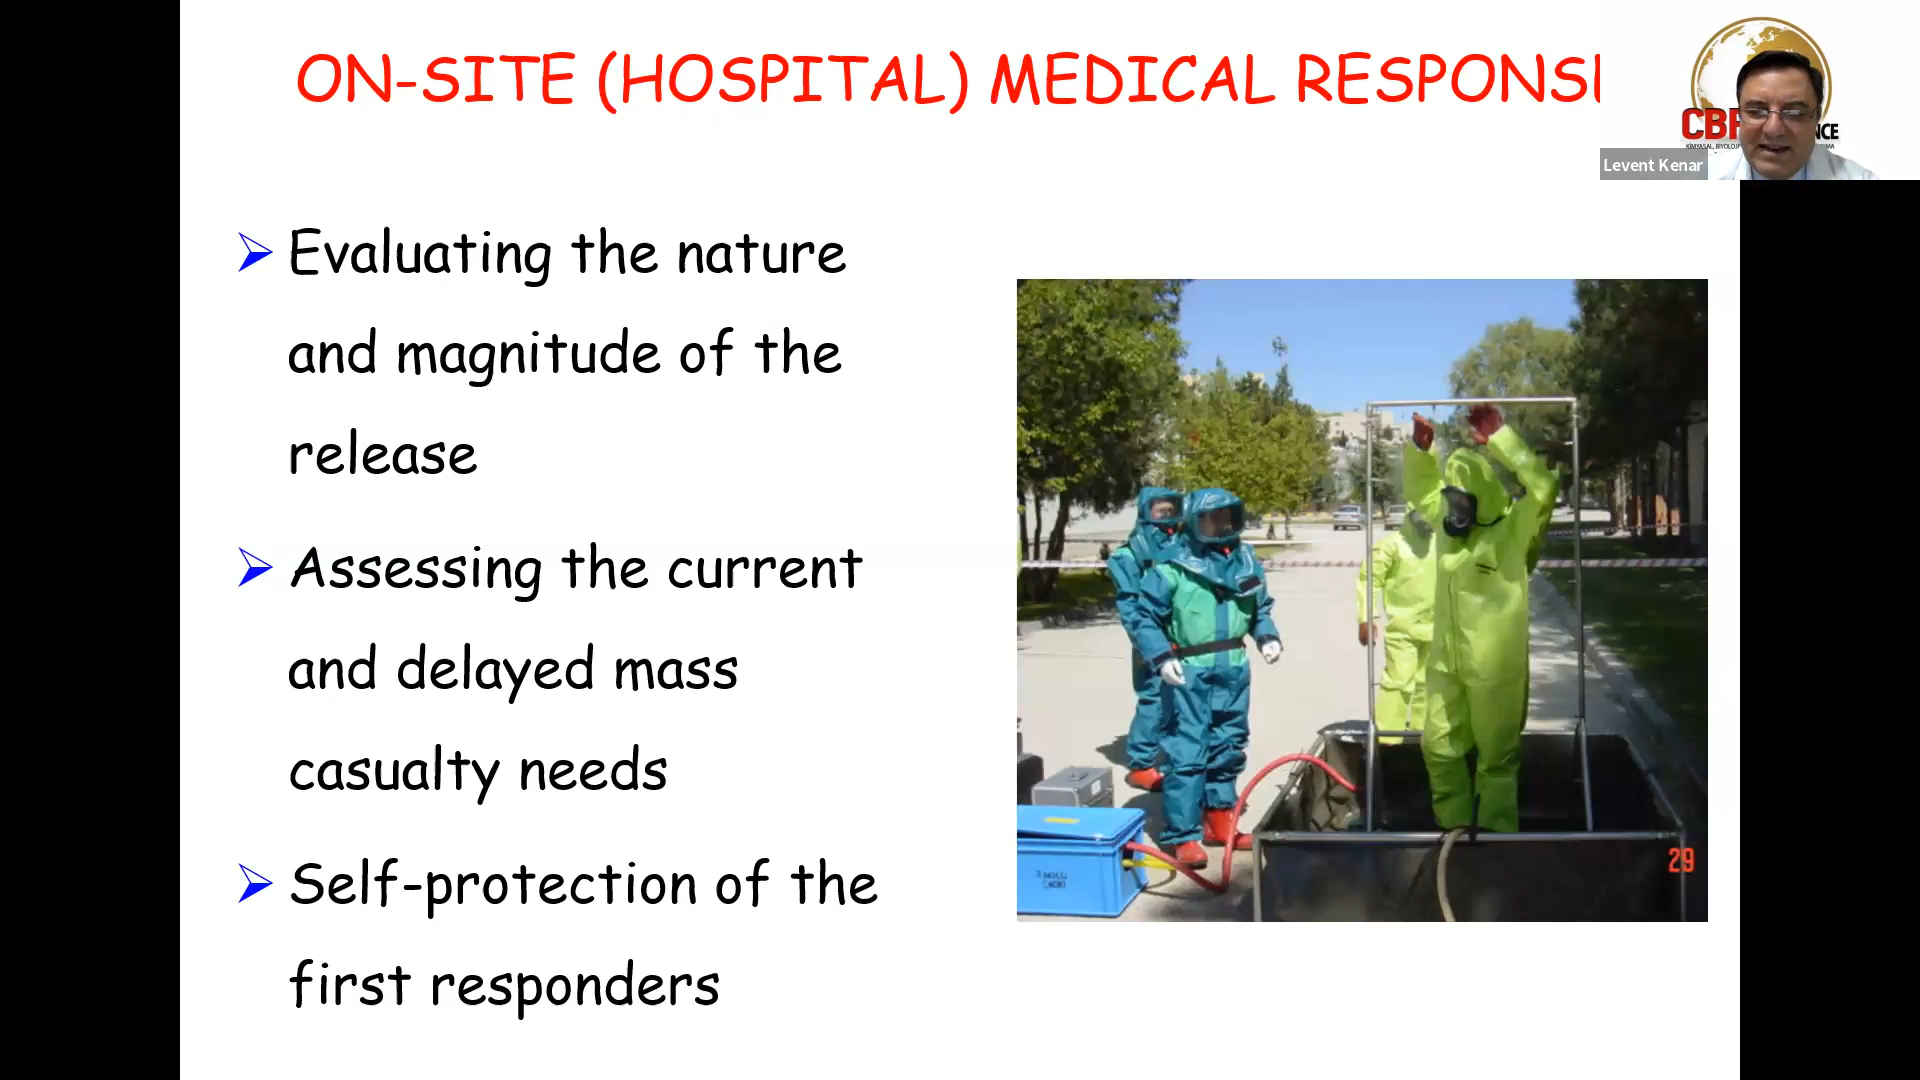 ON-SITE (HOSPITAL) MEDICAL RESPONS
Levent Kenar
Evaluating the nature
and magnitude of the
release
Assessing the current
and delayed mass
casualty needs
Self-protection of the
first responders
29